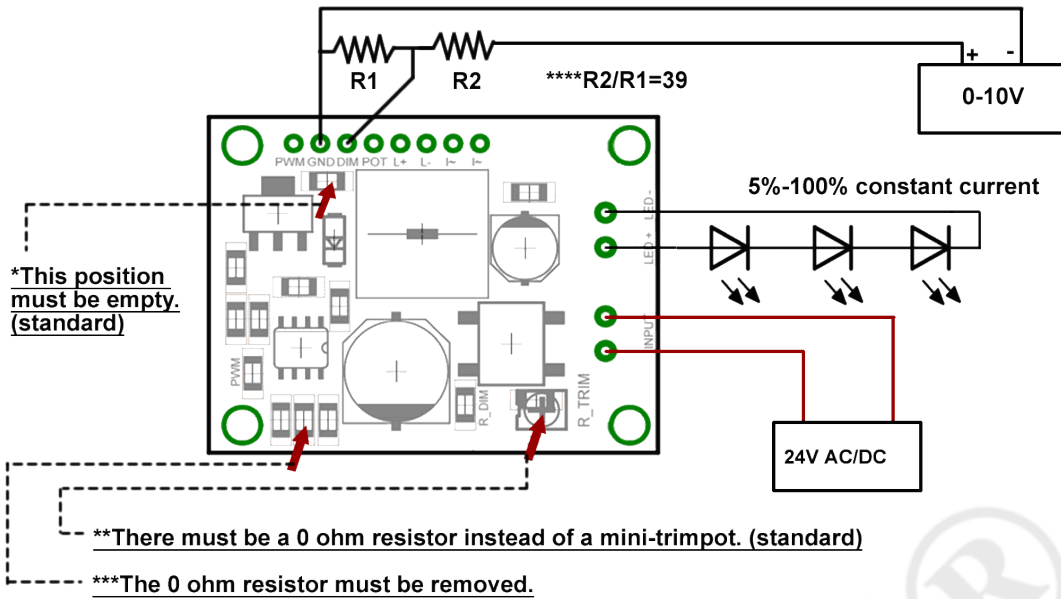 R1
R2
****R2/R1=39
+ -
0-10V
PWM GND DIM POT L+ L- I~ I~
5%-100% constant current
LED -
LED +
*This position
must be empty.
(standard)
INPUT
PWM
R_DIM
R_TRIM
24V AC/DC
**There must be a 0 ohm resistor instead of a mini-trimpot. (standard)
***The 0 ohm resistor must be removed.
R